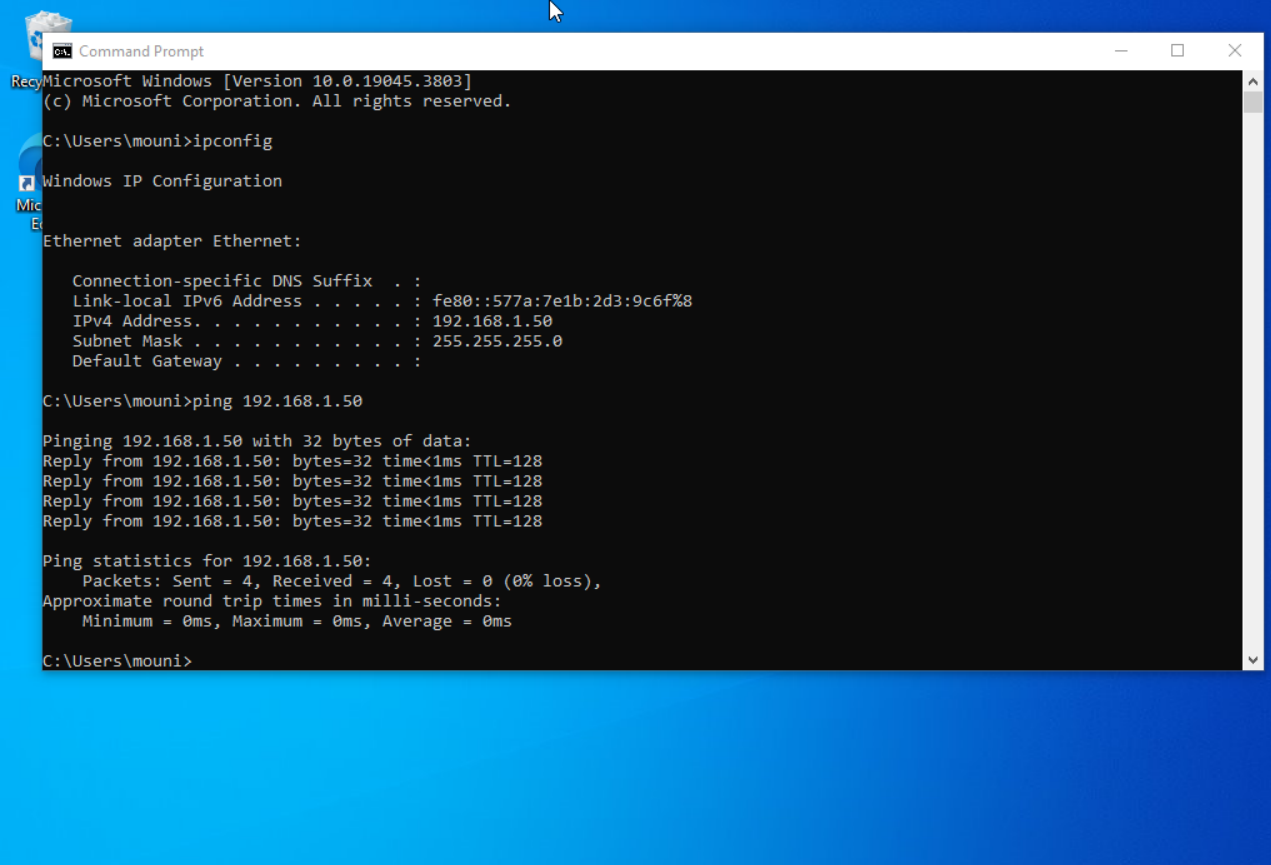 Command Prompt
Recy
Mic
Ec
Microsoft Windows [Version 10.0.19045.3803]
(c) Microsoft Corporation. All rights reserved.
C:\Users\mouni>ipconfig
Windows IP Configuration
Ethernet adapter Ethernet:
   Connection-specific DNS Suffix  . :
   Link-local IPv6 Address . . . . . : fe80::577a:7e1b:2d3:9c6f%8
   IPv4 Address. . . . . . . . . . . : 192.168.1.50
   Subnet Mask . . . . . . . . . . . : 255.255.255.0
   Default Gateway . . . . . . . . . :
C:\Users\mouni>ping 192.168.1.50
Pinging 192.168.1.50 with 32 bytes of data:
Reply from 192.168.1.50: bytes=32 time<1ms TTL=128
Reply from 192.168.1.50: bytes=32 time<1ms TTL=128
Reply from 192.168.1.50: bytes=32 time<1ms TTL=128
Reply from 192.168.1.50: bytes=32 time<1ms TTL=128
Ping statistics for 192.168.1.50:
    Packets: Sent = 4, Received = 4, Lost = 0 (0% loss),
Approximate round trip times in milli-seconds:
    Minimum = 0ms, Maximum = 0ms, Average = 0ms
C:\Users\mouni>